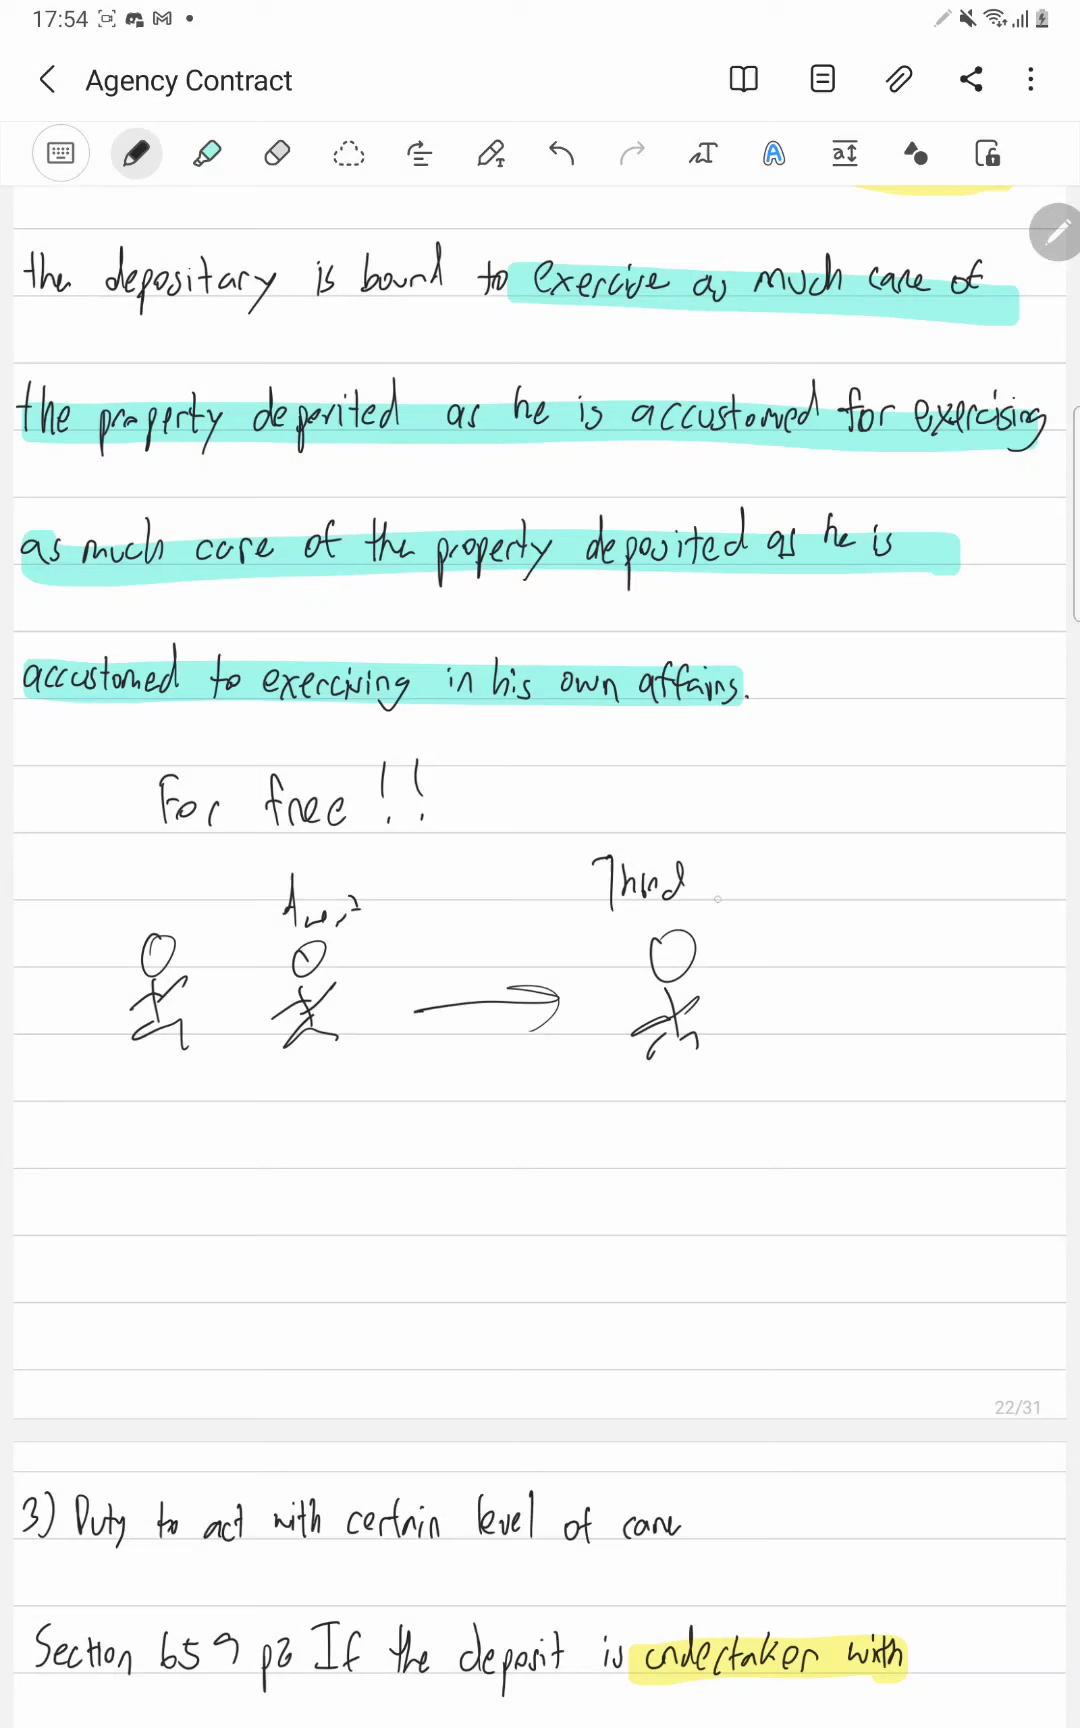 17:54
Agency Contract
the depositary is bound to exercise as much care of
the property deposited as he is accustomed for exercising
as much care of the property deposited as he is
accustomed to exercising in his own affairs.
For free !!
Third
22/31
3) Duty to act with certain level of care
Section 659 p2 If the deposit is undertaken with